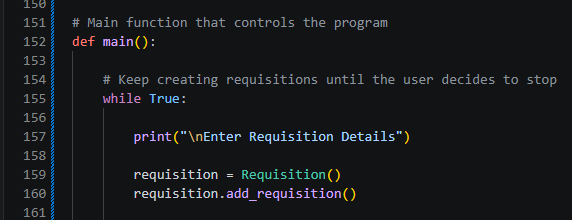 150
151 # Main function that controls the program
152 def main():
153
154     # Keep creating requisitions until the user decides to stop
155     while True:
156
157         print("\nEnter Requisition Details")
158
159         requisition = Requisition()
160         requisition.add_requisition()
161